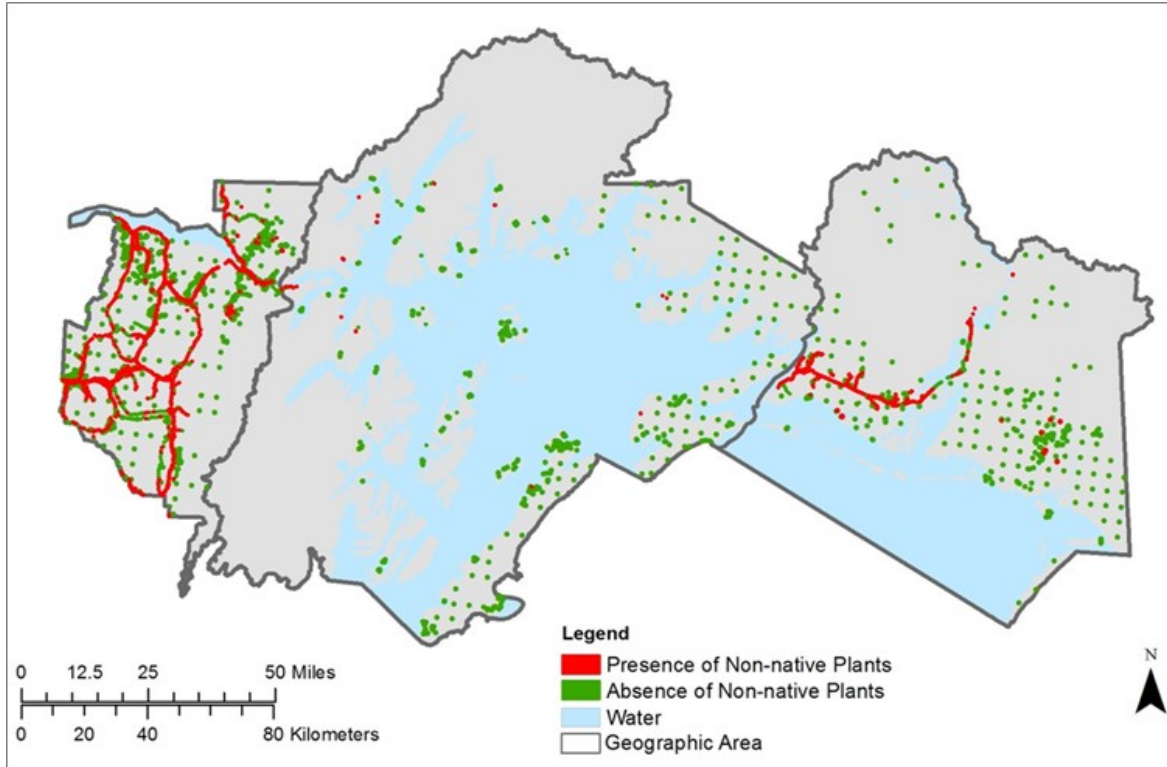 Legend
Presence of Non-native Plants
Absence of Non-native Plants
Water
Geographic Area
0 12.5 25 50 Miles
0 20 40 80 Kilometers
N